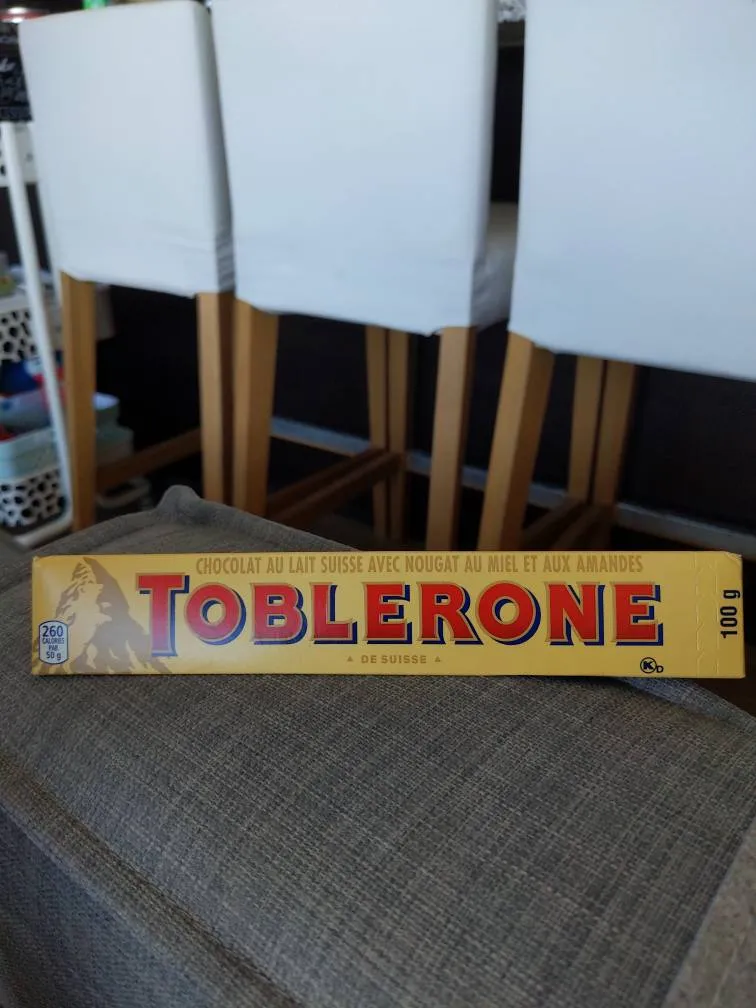 CHOCOLAT AU LAIT SUISSE AVEC NOUGAT AU MIEL ET AUX AMANDES
TOBLERONE
DE SUISSE
260
CALORIES
PAR
50 g
K D
100 g